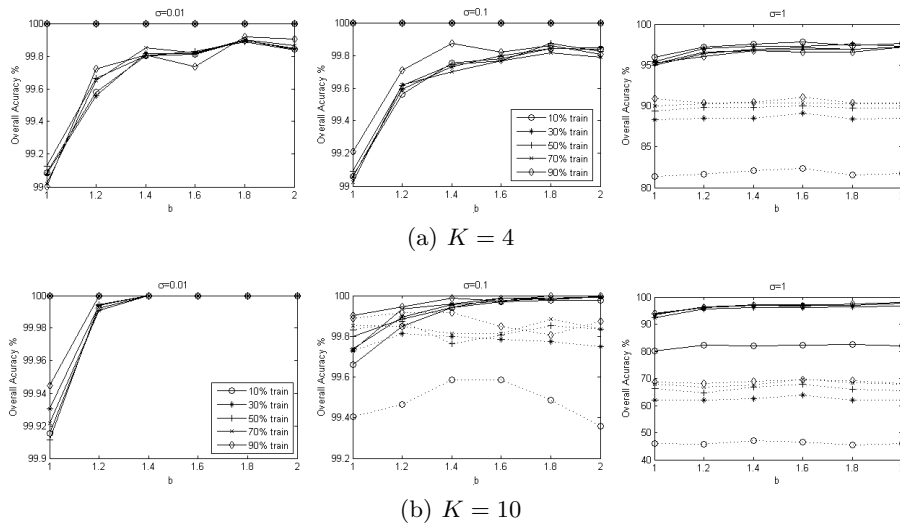 σ=0.01
100
99.8
99.6
99.4
99.2
99
Overall Acuracy %
1 1.2 1.4 1.6 1.8 2
b
σ=0.1
100
99.8
99.6
99.4
99.2
99
Overall Acuracy %
10% train
30% train
50% train
70% train
90% train
1 1.2 1.4 1.6 1.8 2
b
σ=1
100
95
90
85
80
Overall Acuracy %
1 1.2 1.4 1.6 1.8 2
b
(a) K = 4
σ=0.01
100
99.98
99.96
99.94
99.92
99.9
Overall Acuracy %
10% train
30% train
50% train
70% train
90% train
1 1.2 1.4 1.6 1.8 2
b
σ=0.1
100
99.8
99.6
99.4
99.2
Overall Acuracy %
1 1.2 1.4 1.6 1.8 2
b
σ=1
100
90
80
70
60
50
40
Overall Acuracy %
1 1.2 1.4 1.6 1.8 2
b
(b) K = 10